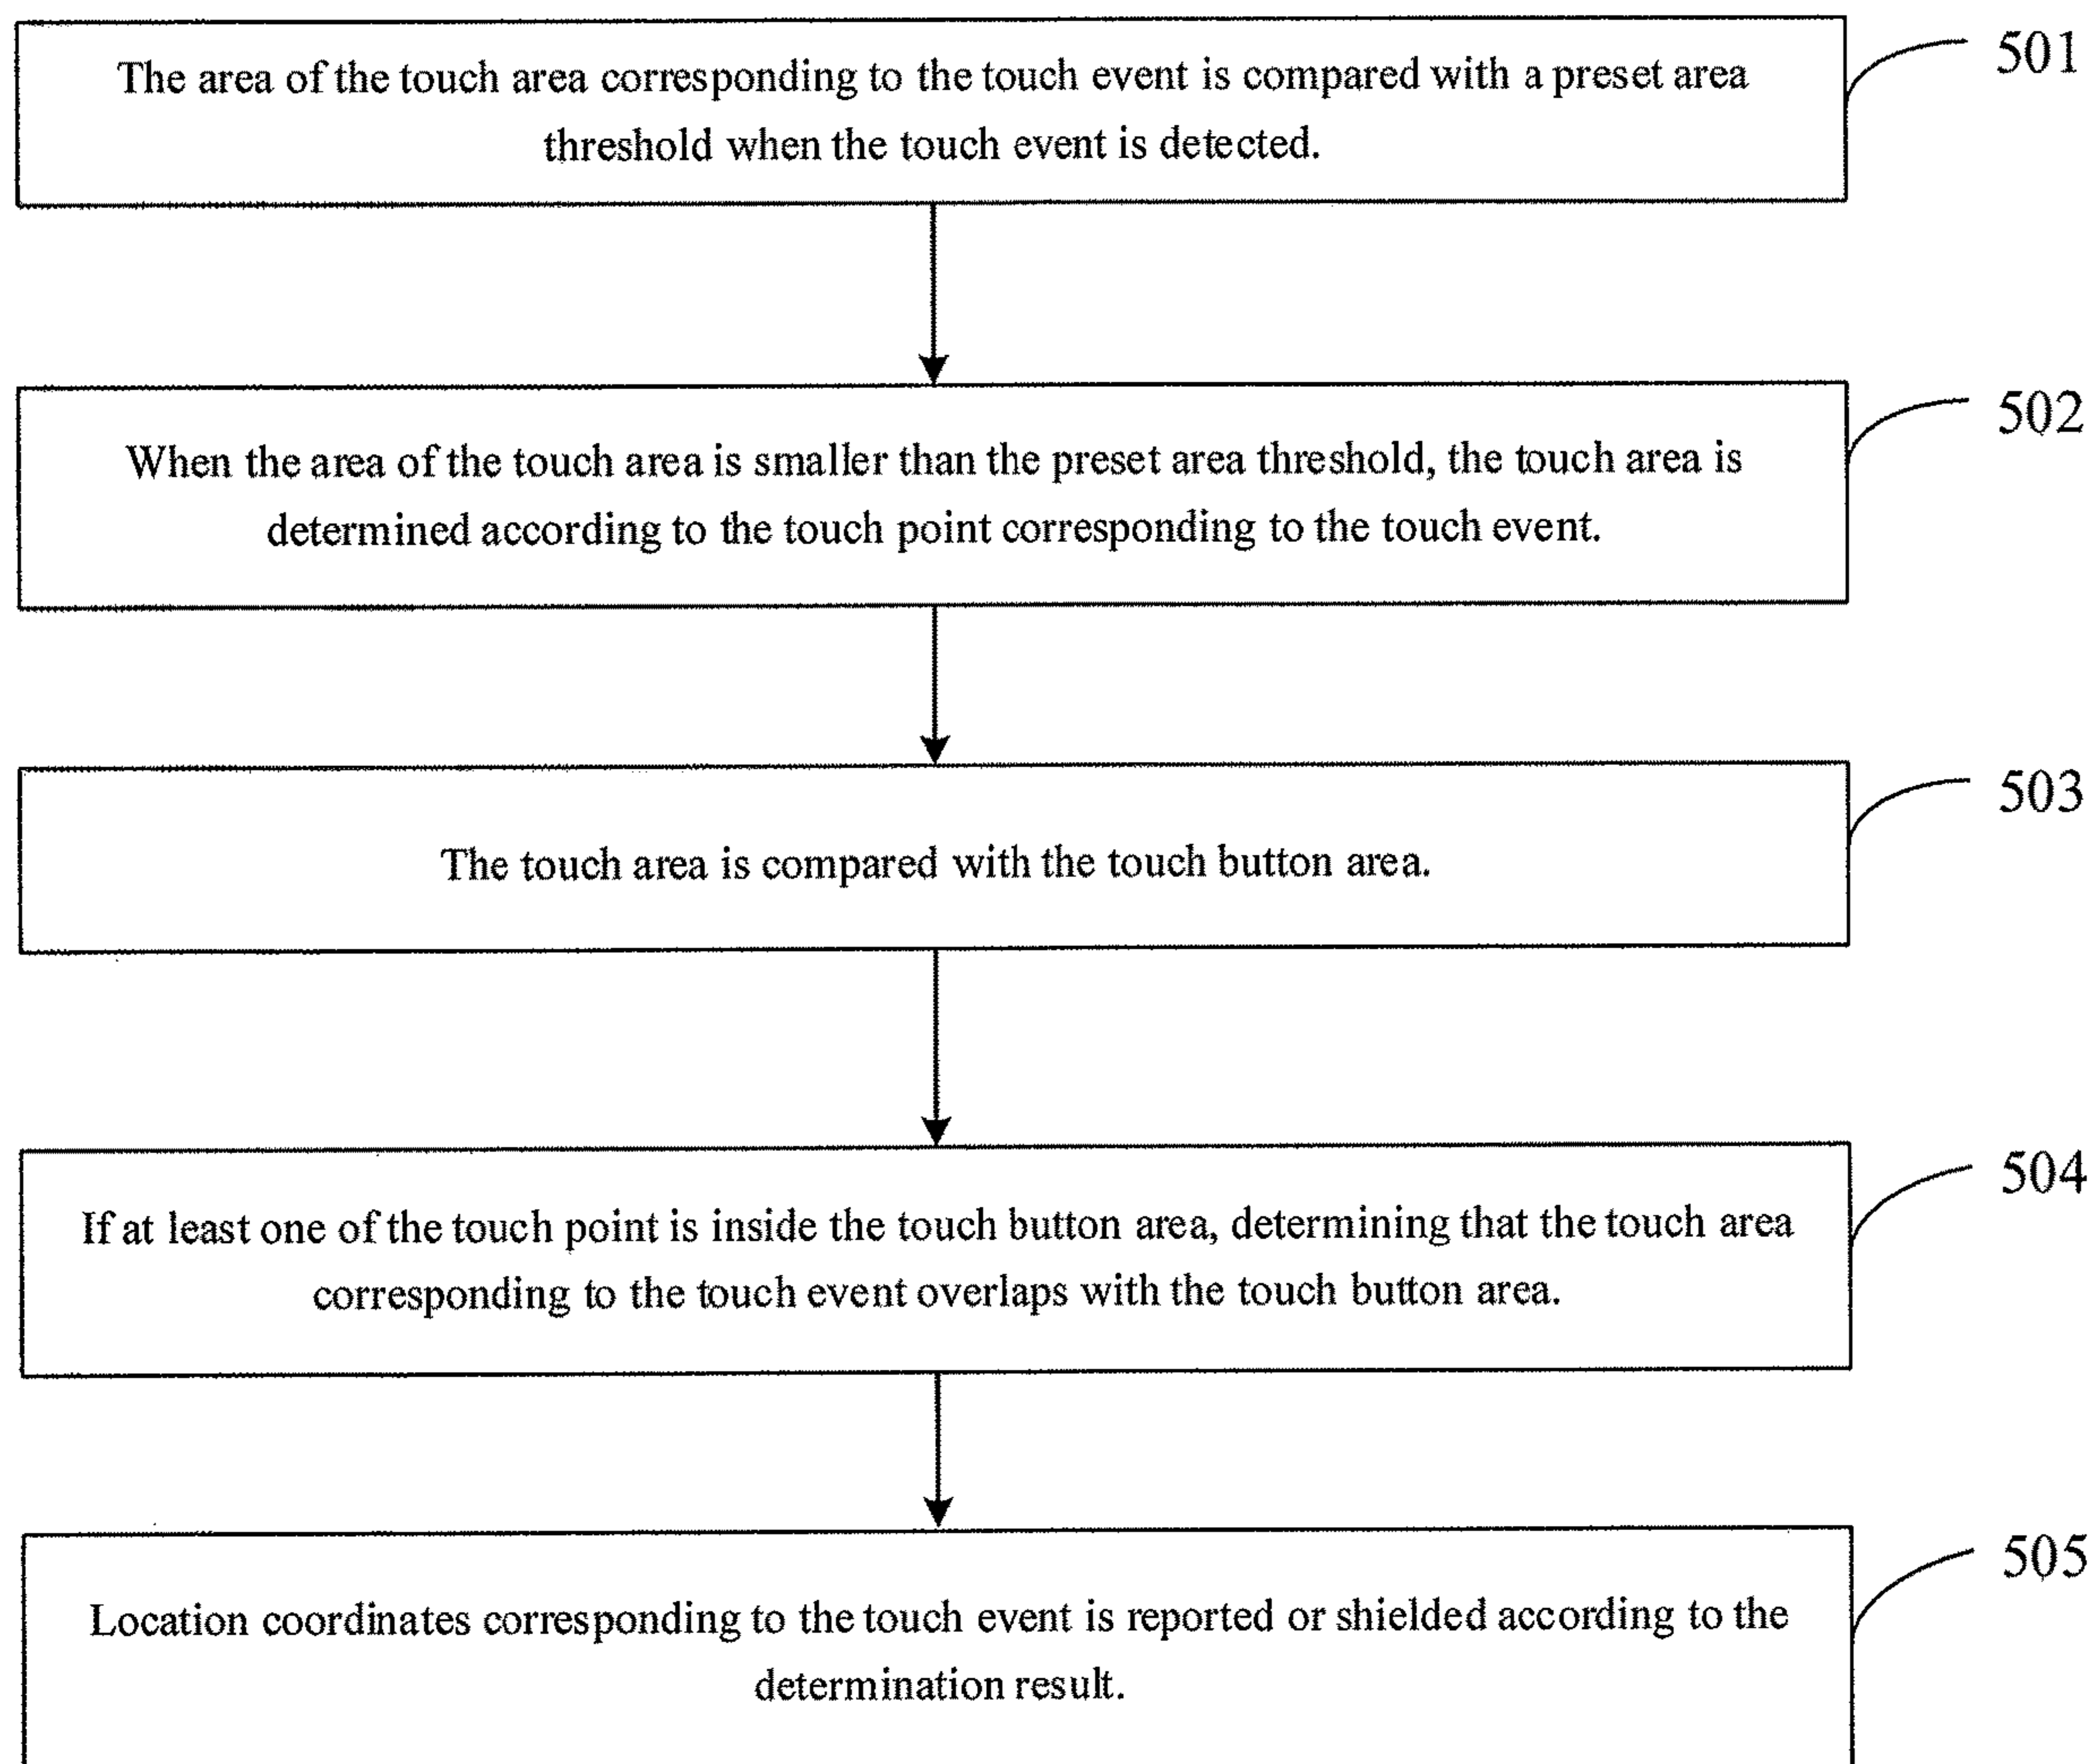 The area of the touch area corresponding to the touch event is compared with a preset area
threshold when the touch event is detected.
501
When the area of the touch area is smaller than the preset area threshold, the touch area is
determined according to the touch point corresponding to the touch event.
502
The touch area is compared with the touch button area.
503
If at least one of the touch point is inside the touch button area, determining that the touch area
corresponding to the touch event overlaps with the touch button area.
504
Location coordinates corresponding to the touch event is reported or shielded according to the
determination result.
505